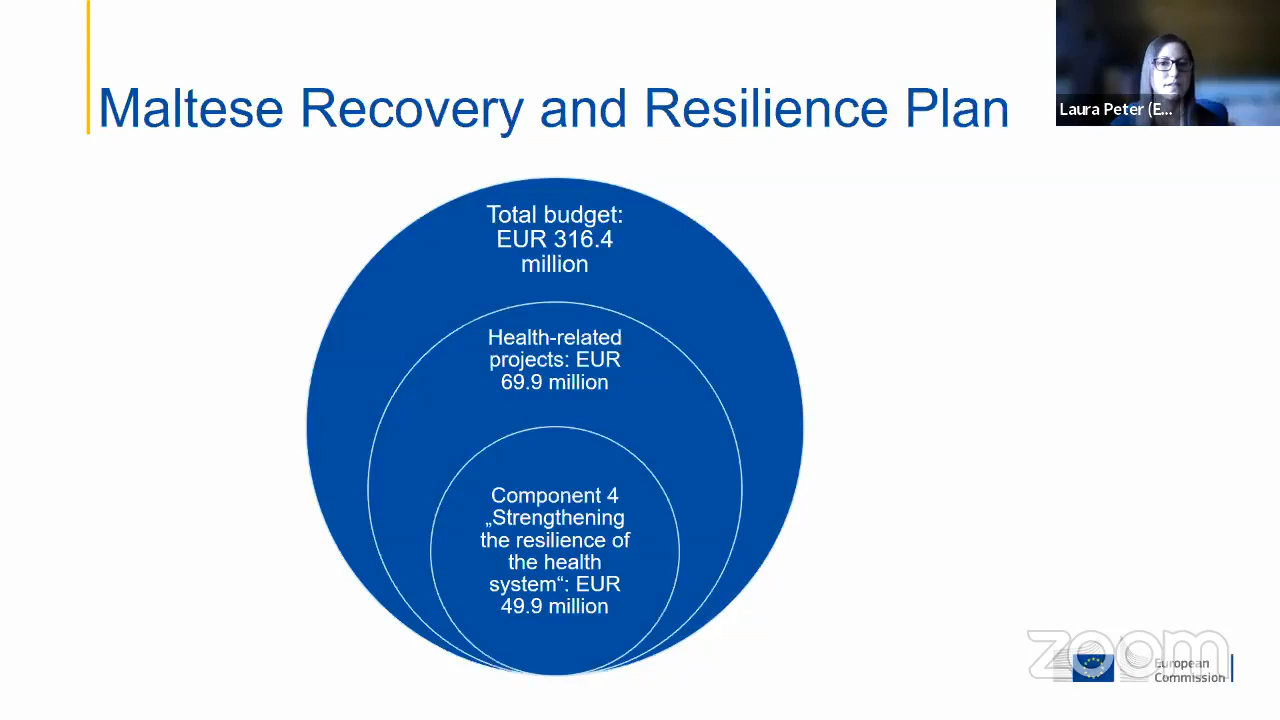 Maltese Recovery and Resilience Plan
Laura Peter (E...
Total budget:
EUR 316.4
million
Health-related
projects: EUR
69.9 million
Component 4
„Strengthening
the resilience of
the health
system“: EUR
49.9 million
zoom
European
Commission